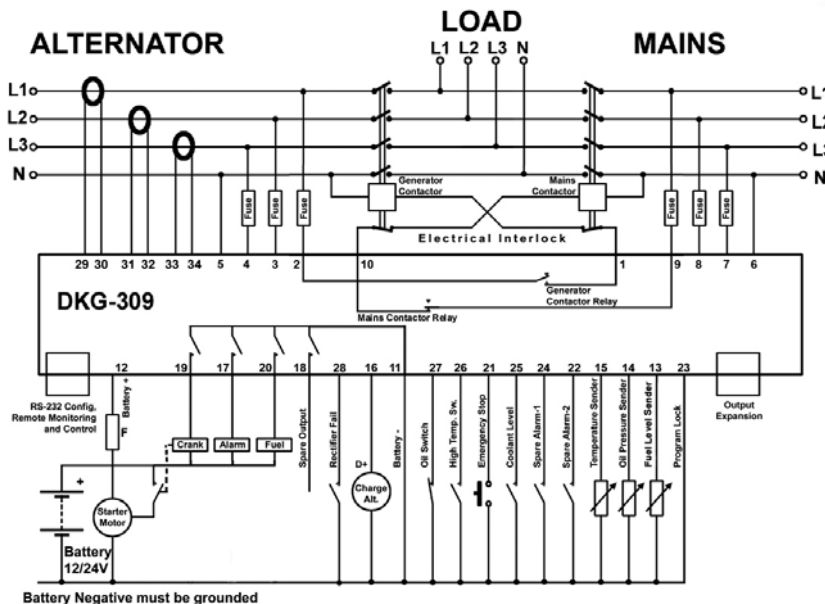 ALTERNATOR
LOAD
MAINS
L1 L2 L3 N
L1
L2
L3
N
L1
L2
L3
N
Generator
Contactor
Mains
Contactor
Fuse
Fuse
Fuse
Fuse
Fuse
Fuse
Electrical Interlock
29 30 31 32 33 34 5 4 3 2 10 1 9 8 7 6
DKG-309
Generator
Contactor Relay
Mains Contactor Relay
12 19 17 20 18 28 16 11 27 26 21 25 24 22 15 14 13 23
RS-232 Config,
Remote Monitoring
and Control
Output
Expansion
Battery +
F
Crank
Alarm
Fuel
Spare Output
Rectifier Fail
D+
Charge
Alt.
Battery -
Oil Switch
High Temp. Sw.
Emergency Stop
Coolant Level
Spare Alarm-1
Spare Alarm-2
Temperature Sender
Oil Pressure Sender
Fuel Level Sender
Program Lock
+
Starter
Motor
Battery
12/24V
Battery Negative must be grounded